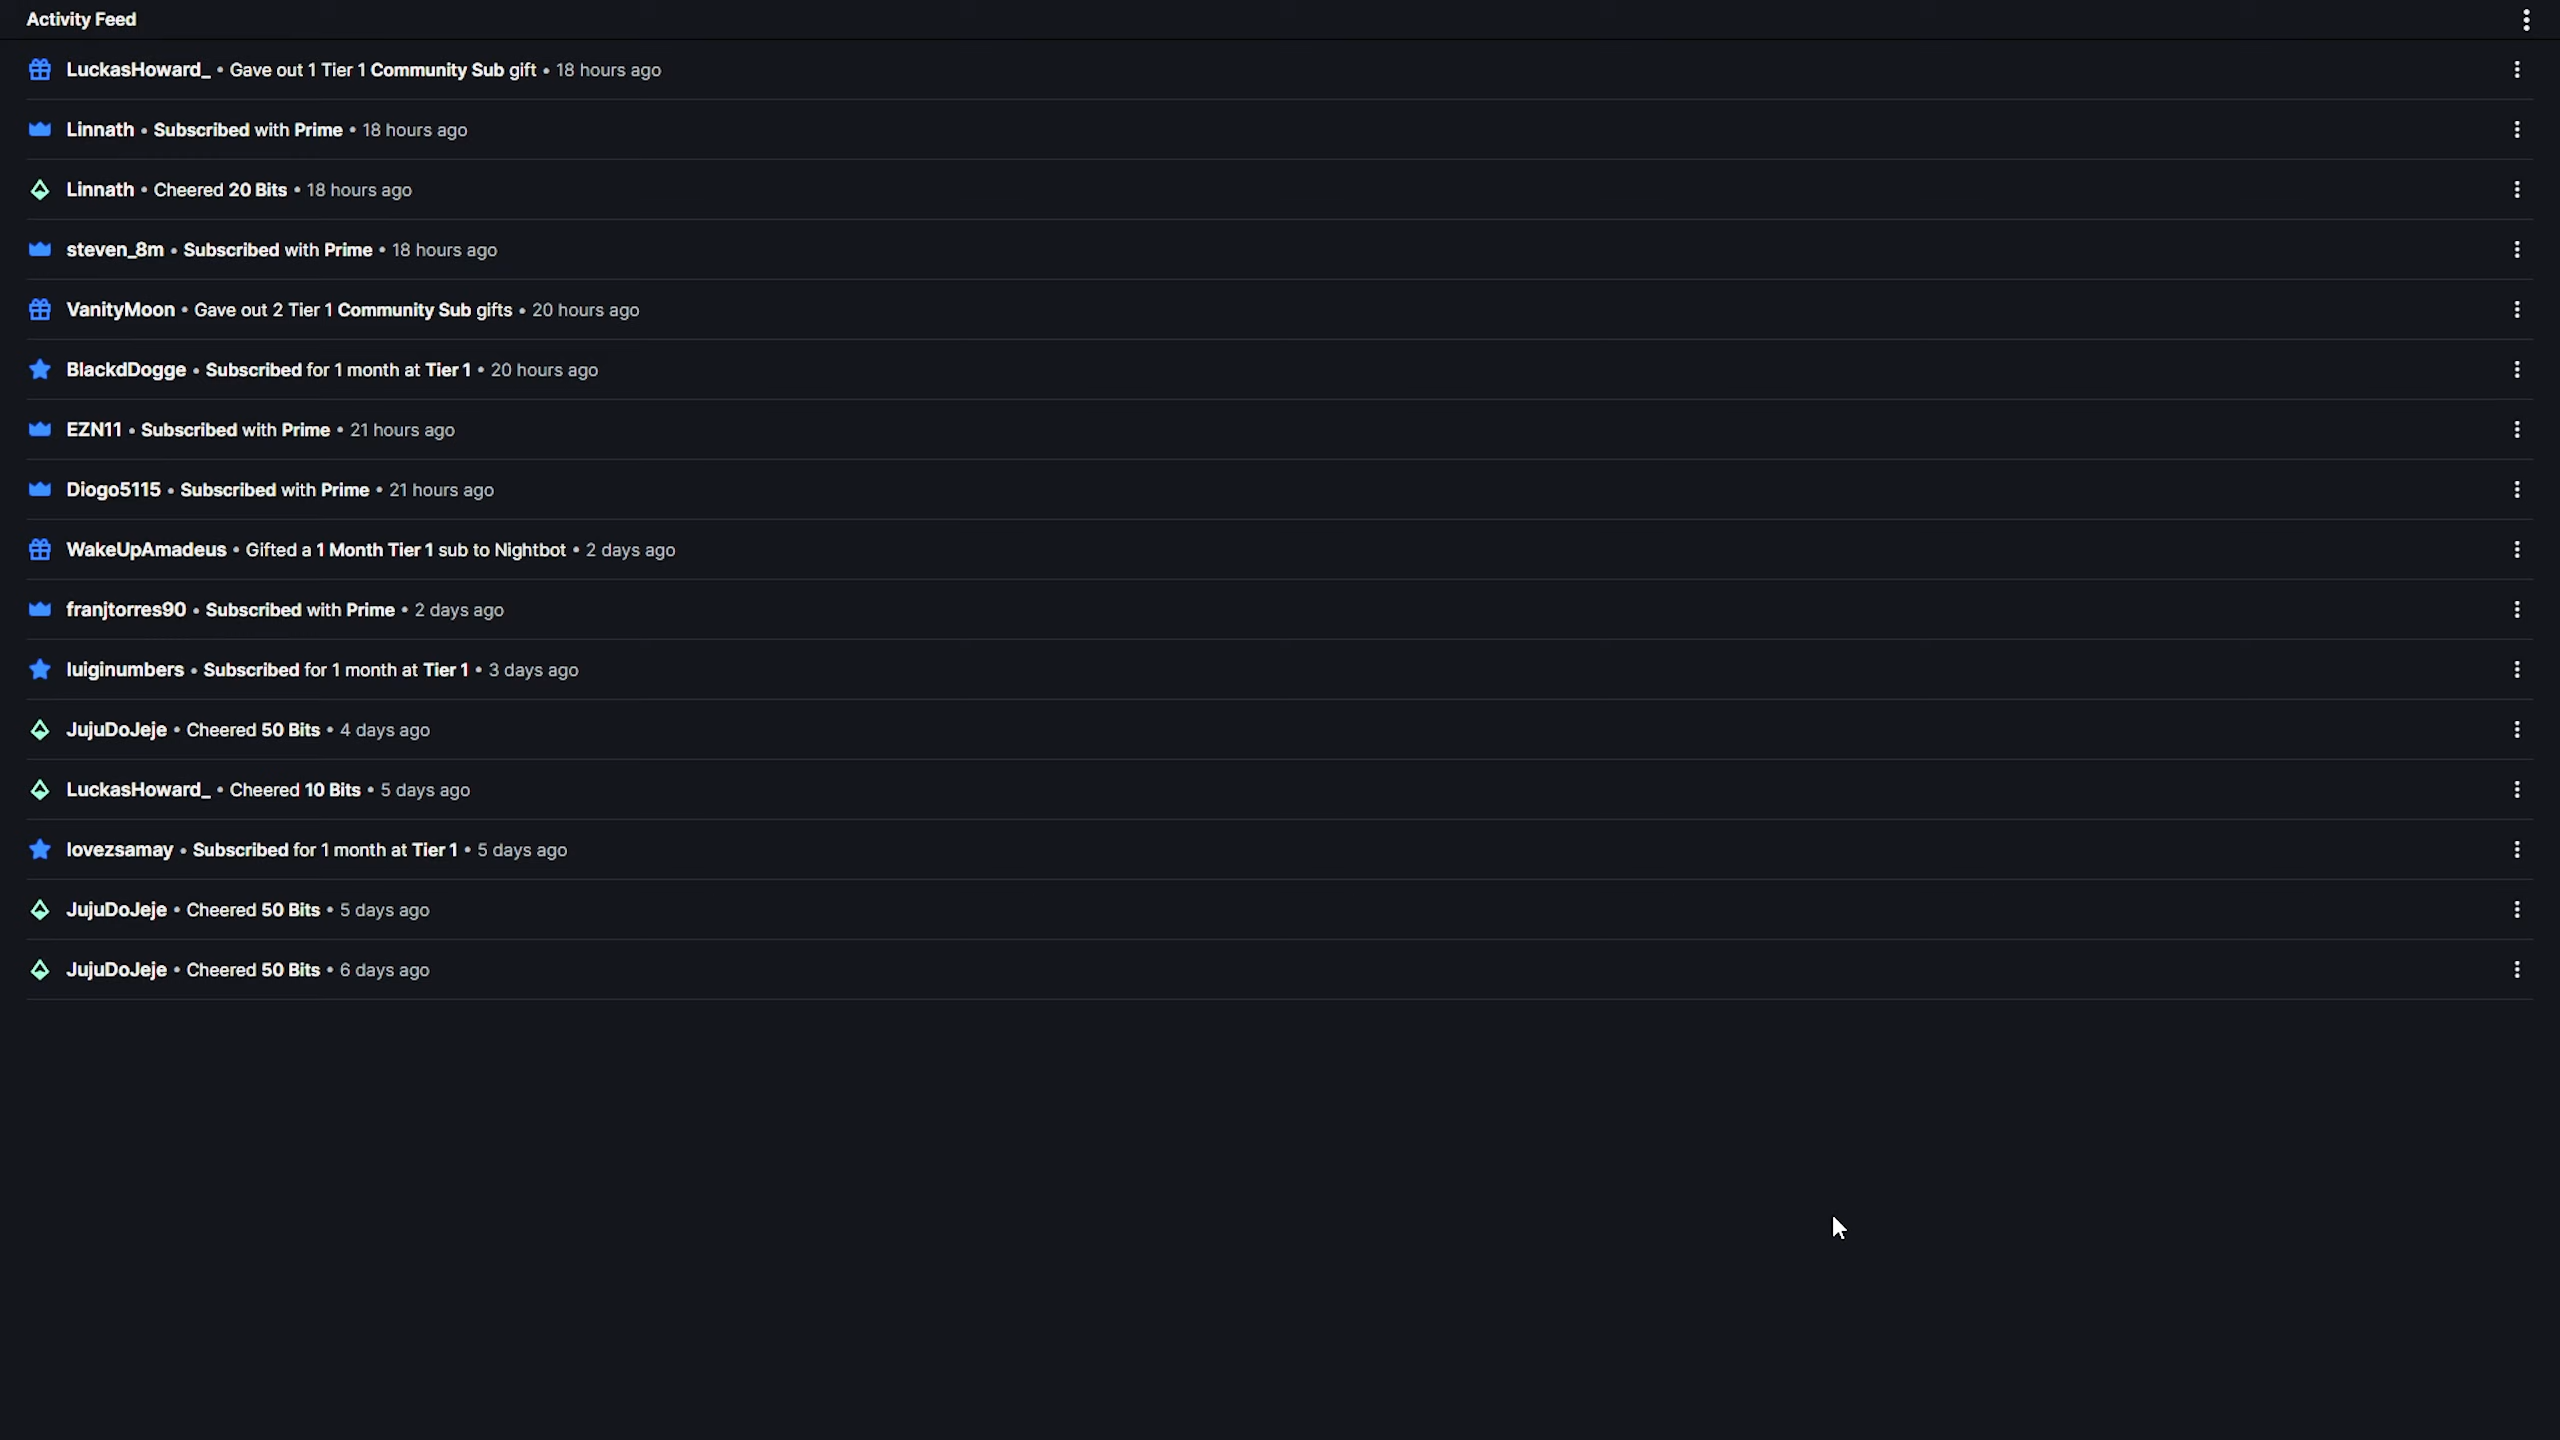 Activity Feed
LuckasHoward_ • Gave out 1 Tier 1 Community Sub gift • 18 hours ago
Linnath • Subscribed with Prime • 18 hours ago
Linnath • Cheered 20 Bits • 18 hours ago
steven_8m • Subscribed with Prime • 18 hours ago
VanityMoon • Gave out 2 Tier 1 Community Sub gifts • 20 hours ago
BlackdDogge • Subscribed for 1 month at Tier 1 • 20 hours ago
EZN11 • Subscribed with Prime • 21 hours ago
Diogo5115 • Subscribed with Prime • 21 hours ago
WakeUpAmadeus • Gifted a 1 Month Tier 1 sub to Nightbot • 2 days ago
franjtorres90 • Subscribed with Prime • 2 days ago
luiginumbers • Subscribed for 1 month at Tier 1 • 3 days ago
JujuDoJeje • Cheered 50 Bits • 4 days ago
LuckasHoward_ • Cheered 10 Bits • 5 days ago
lovezsamay • Subscribed for 1 month at Tier 1 • 5 days ago
JujuDoJeje • Cheered 50 Bits • 5 days ago
JujuDoJeje • Cheered 50 Bits • 6 days ago